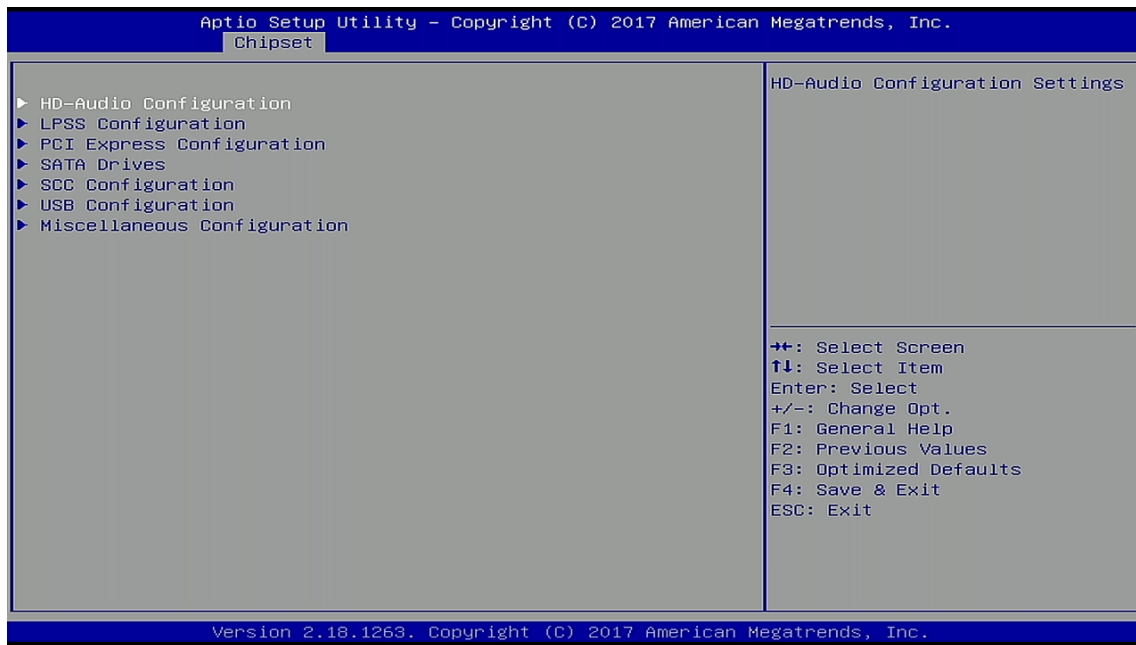 Aptio Setup Utility – Copyright (C) 2017 American Megatrends, Inc.
Chipset
▶ HD-Audio Configuration
▶ LPSS Configuration
▶ PCI Express Configuration
▶ SATA Drives
▶ SCC Configuration
▶ USB Configuration
▶ Miscellaneous Configuration
HD-Audio Configuration Settings
→←: Select Screen
↑↓: Select Item
Enter: Select
+/-: Change Opt.
F1: General Help
F2: Previous Values
F3: Optimized Defaults
F4: Save & Exit
ESC: Exit
Version 2.18.1263. Copyright (C) 2017 American Megatrends, Inc.